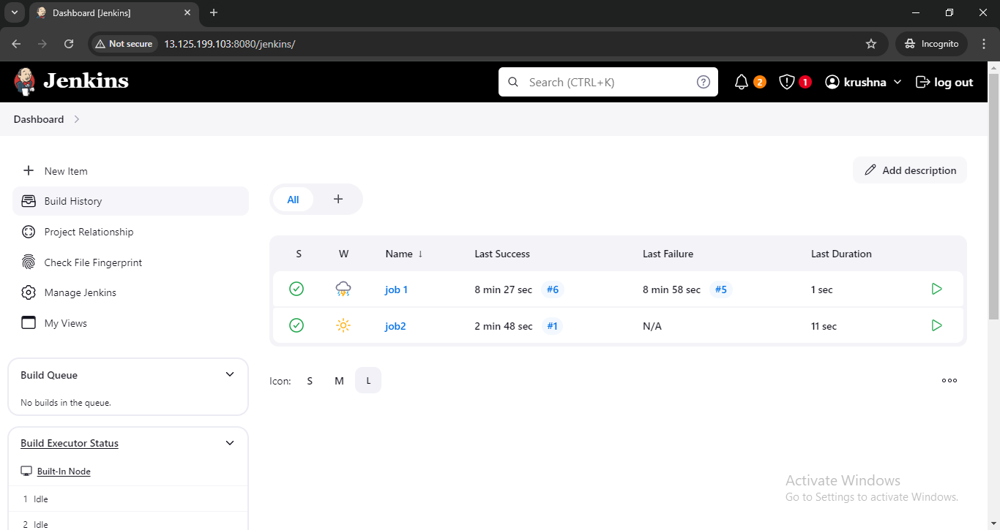 Dashboard [Jenkins]
Not secure 13.125.199.103:8080/jenkins/ Incognito
Jenkins Search (CTRL+K) 2 1 krushna log out
Dashboard
New Item
Build History
Project Relationship
Check File Fingerprint
Manage Jenkins
My Views
Build Queue
No builds in the queue.
Build Executor Status
Built-In Node
1 Idle
2 Idle
Add description
All +
S W Name ↓ Last Success Last Failure Last Duration
job 1 8 min 27 sec #6 8 min 58 sec #5 1 sec
job2 2 min 48 sec #1 N/A 11 sec
Icon: S M L
Activate Windows
Go to Settings to activate Windows.